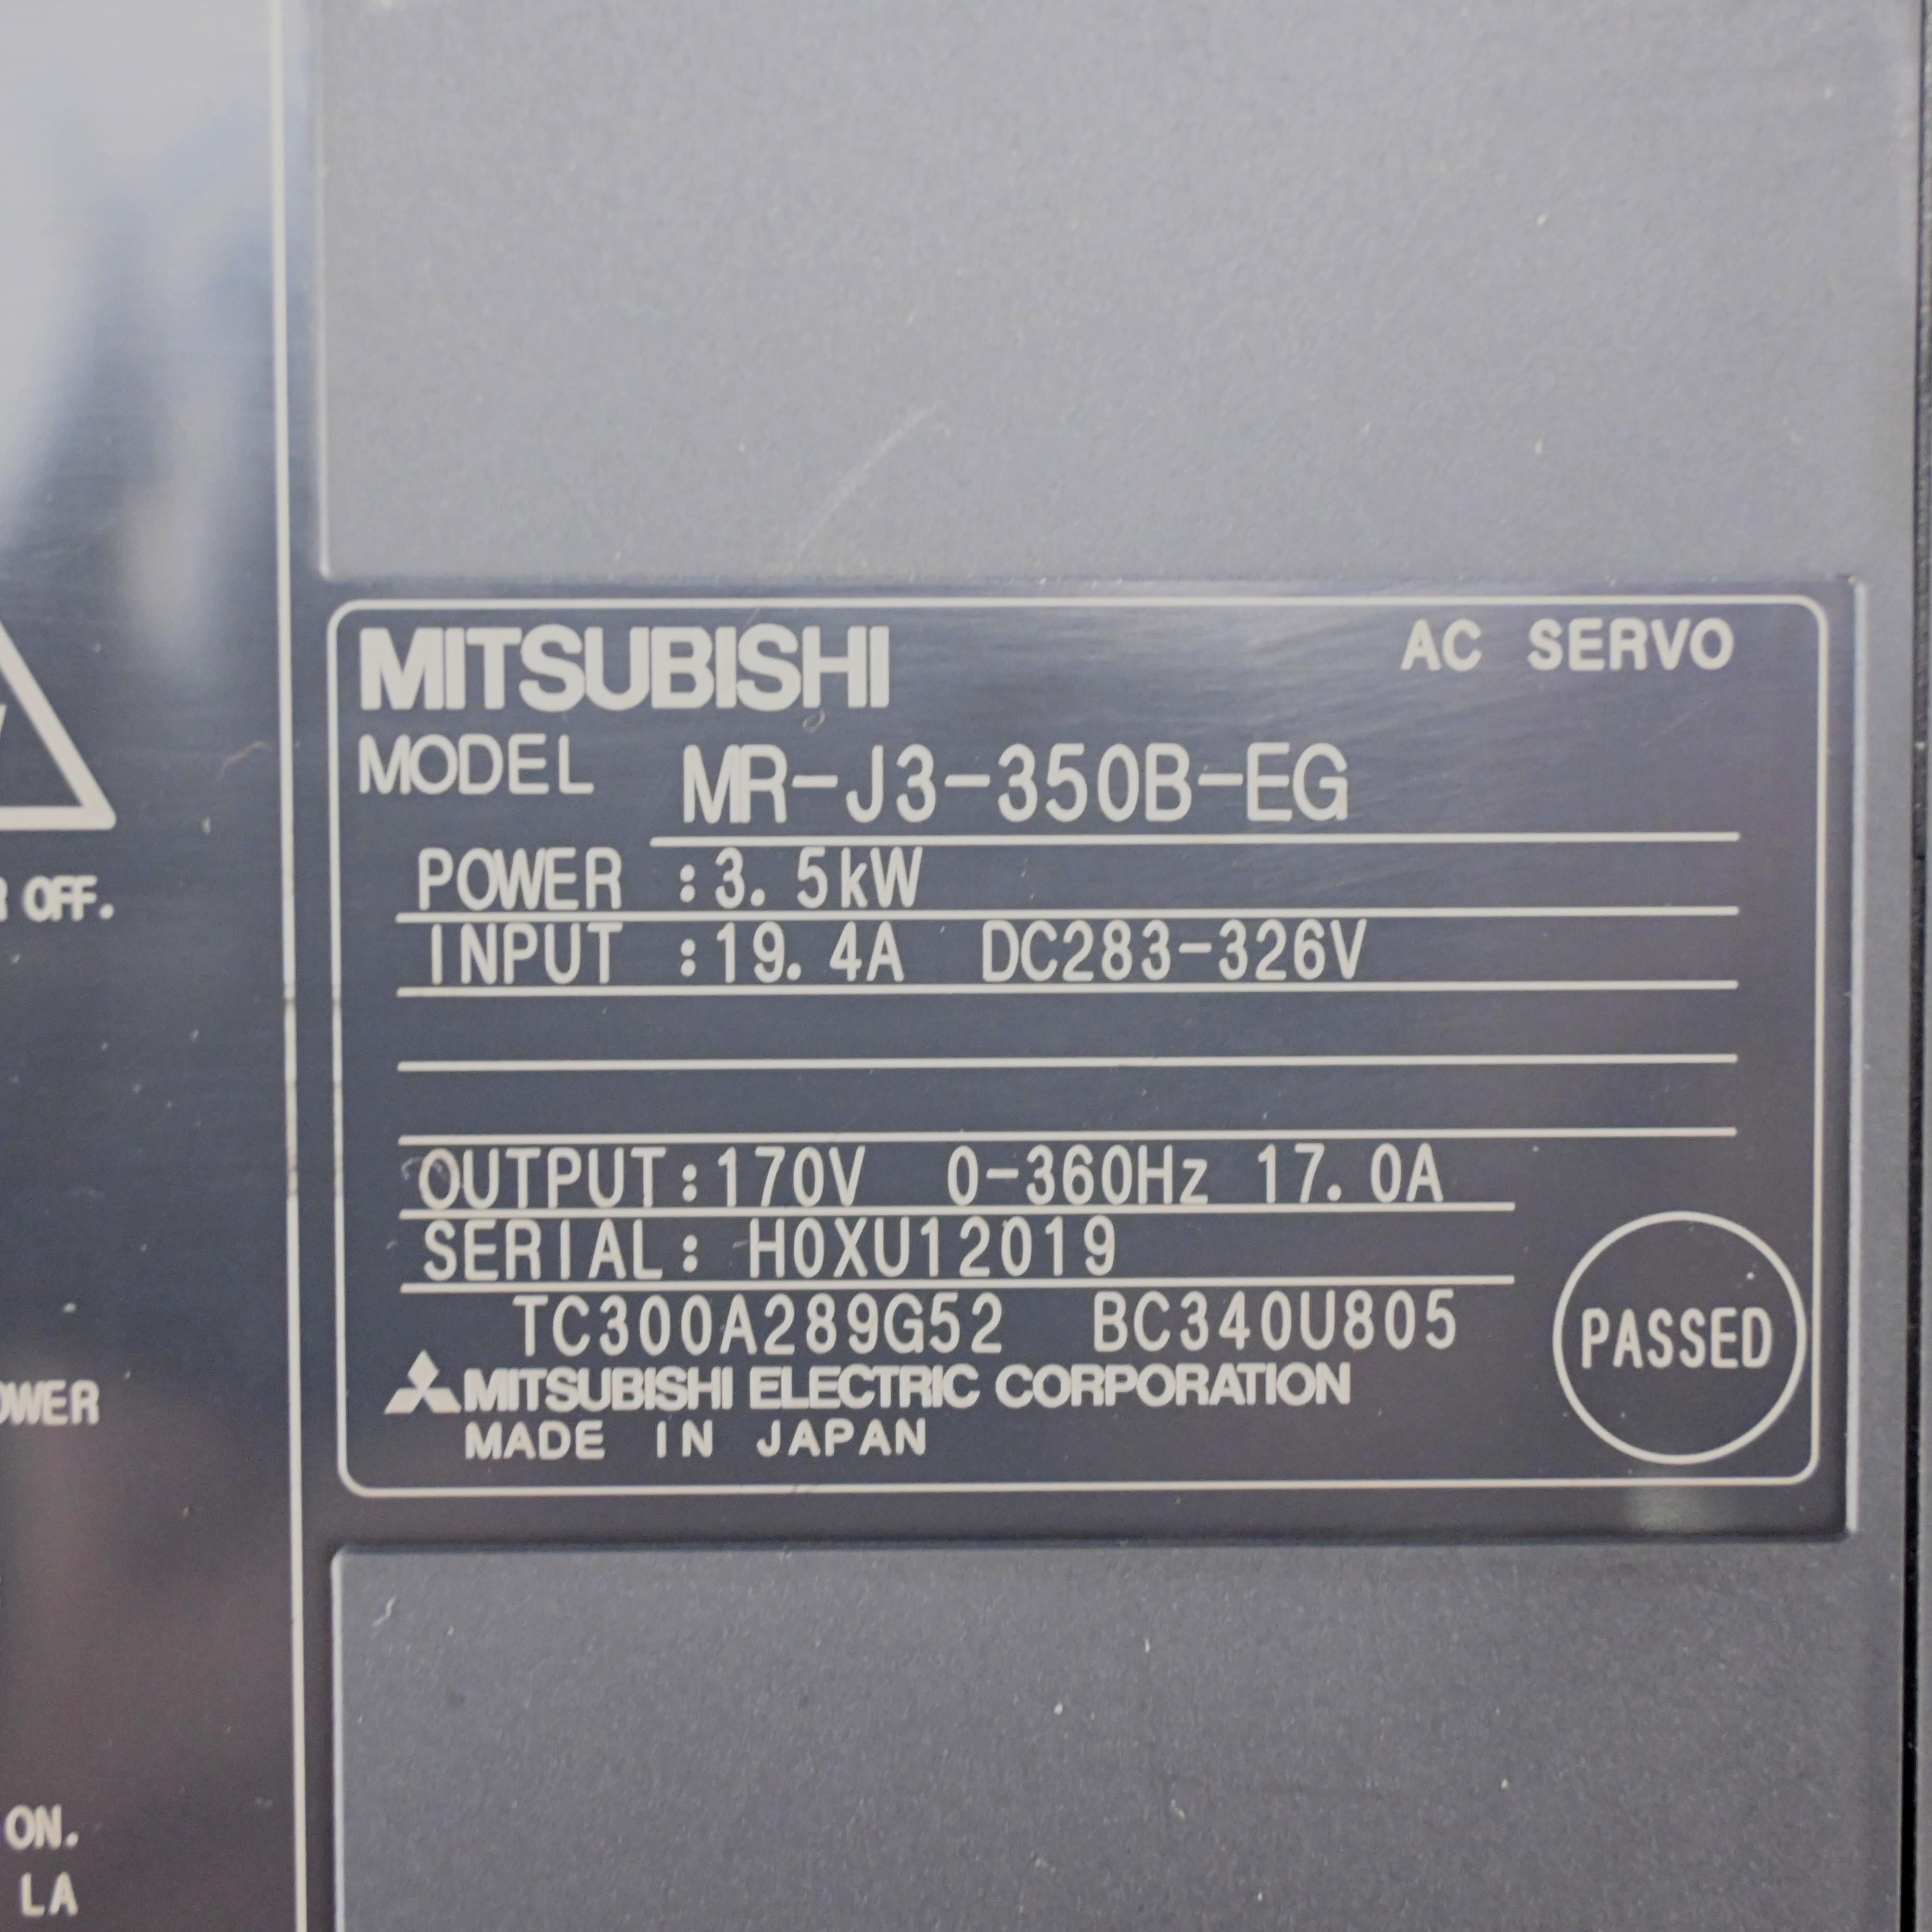 MITSUBISHI AC SERVO
MODEL MR-J3-350B-EG
POWER :3.5kW
INPUT :19.4A DC283-326V
OUTPUT:170V 0-360Hz 17.0A
SERIAL: H0XU12019
TC300A289G52 BC340U805
MITSUBISHI ELECTRIC CORPORATION
MADE IN JAPAN
PASSED
OFF.
OWER
ON.
LA